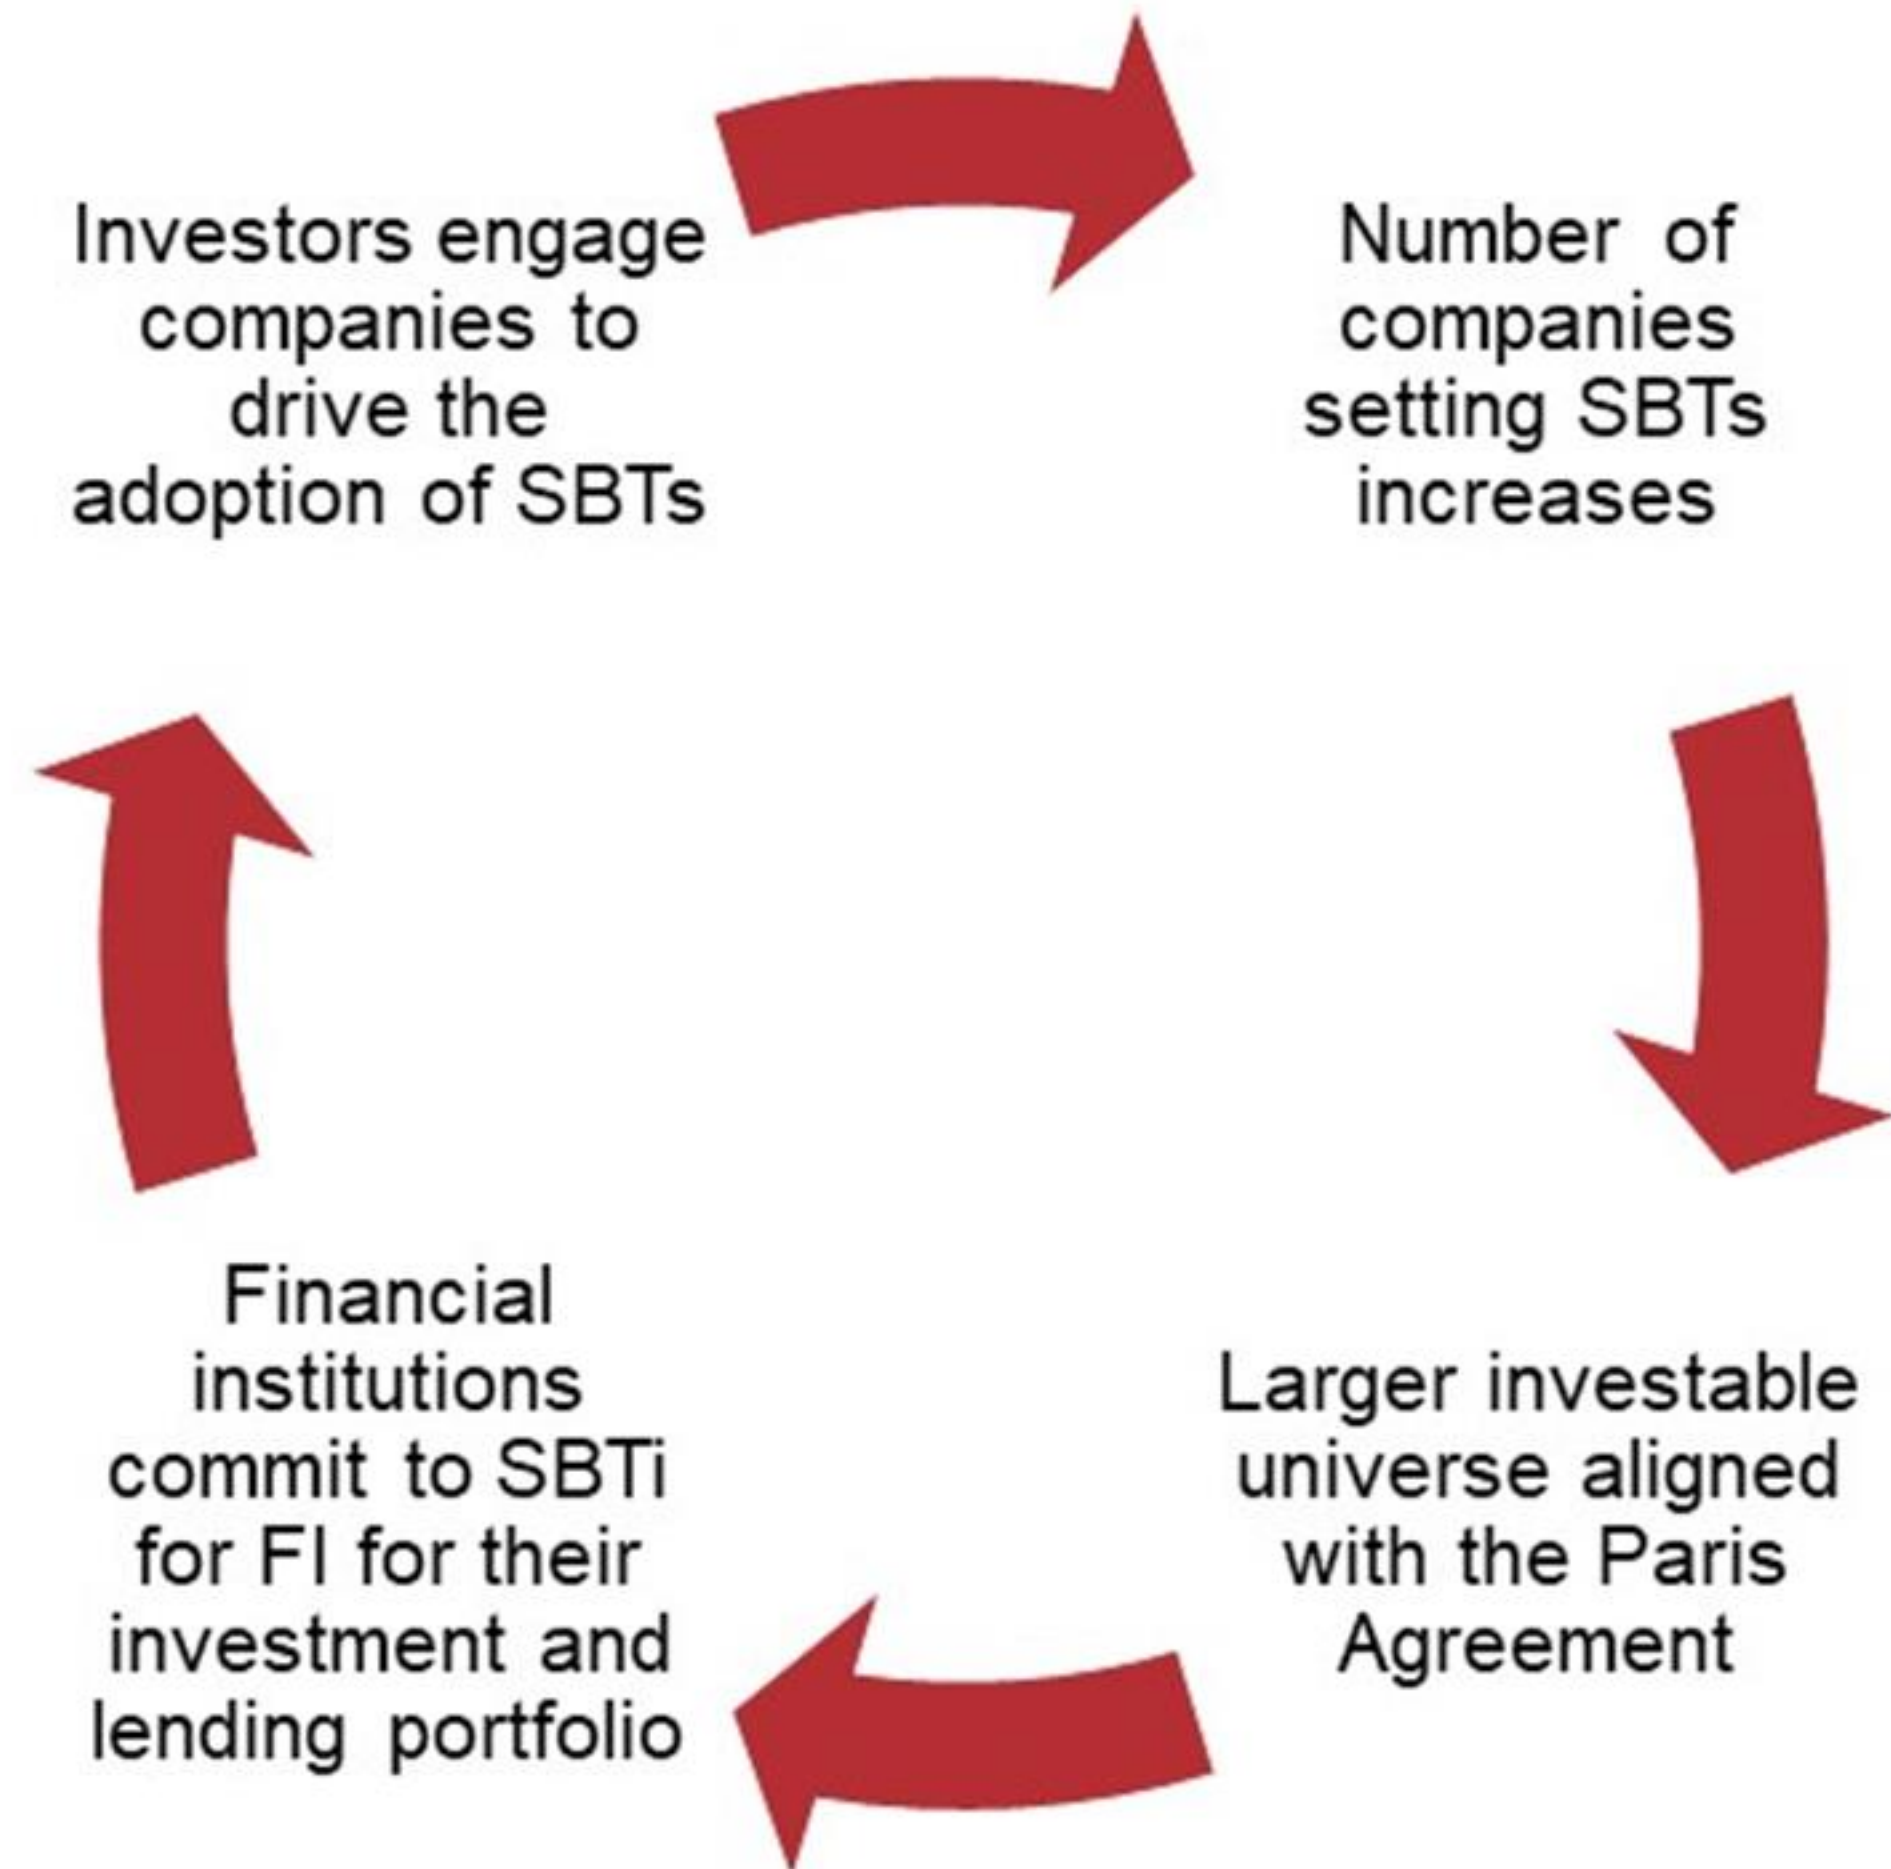 Investors engage
companies to
drive the
adoption of SBTs
Number of
companies
setting SBTs
increases
Larger investable
universe aligned
with the Paris
Agreement
Financial
institutions
commit to SBTi
for FI for their
investment and
lending portfolio